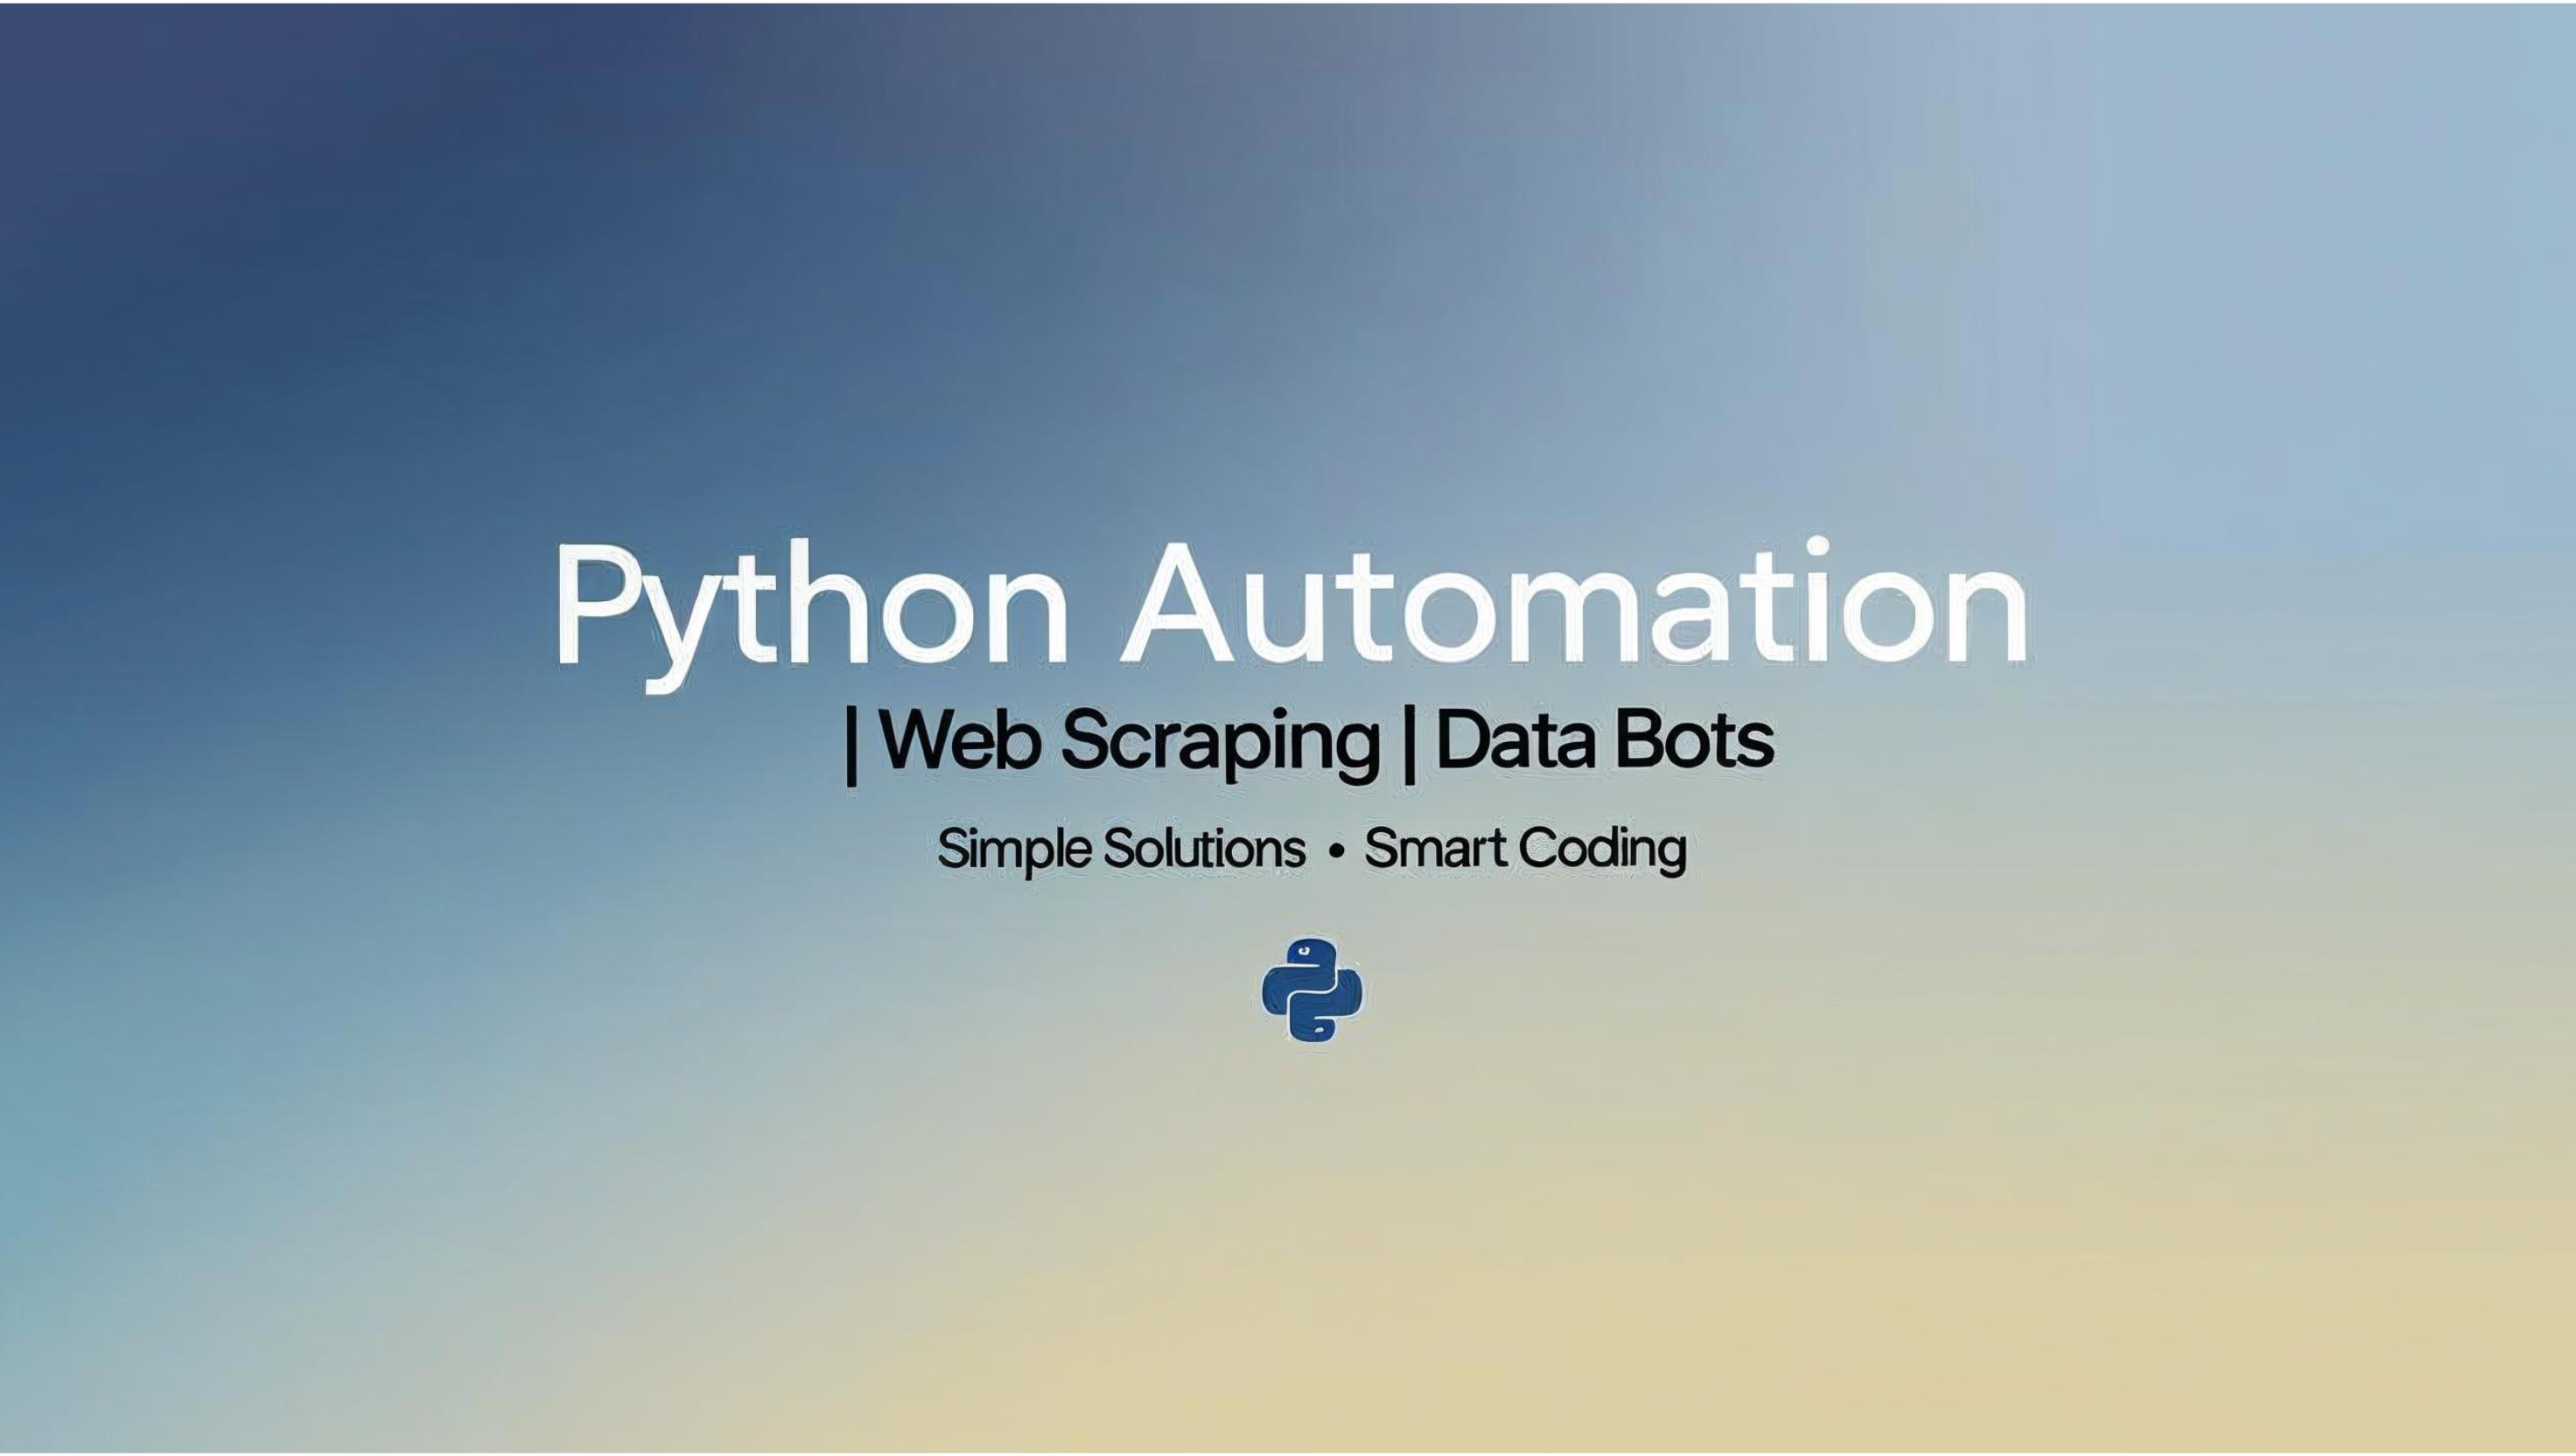 Python Automation
| Web Scraping | Data Bots
Simple Solutions • Smart Coding